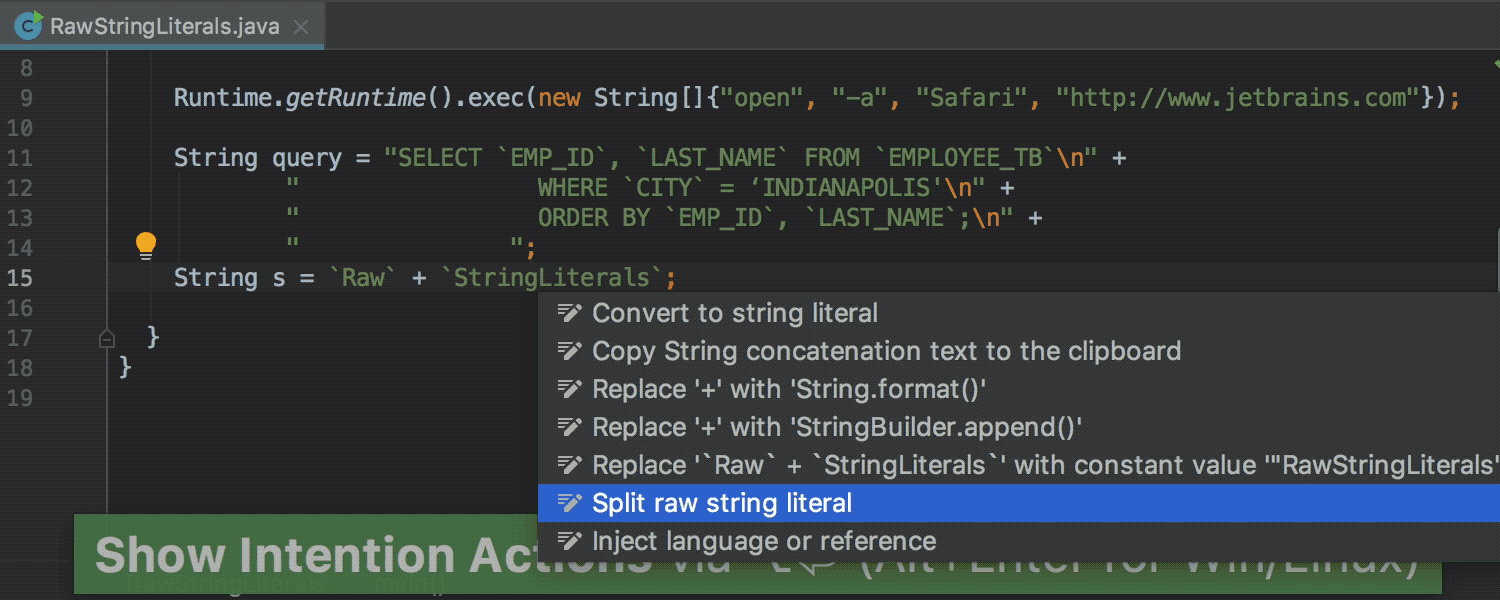 RawStringLiterals.java
8
9 Runtime.getRuntime().exec(new String[]{"open", "-a", "Safari", "http://www.jetbrains.com"});
10
11 String query = "SELECT `EMP_ID`, `LAST_NAME` FROM `EMPLOYEE_TB`\n" +
12 "                 WHERE `CITY` = ‘INDIANAPOLIS'\n" +
13 "                 ORDER BY `EMP_ID`, `LAST_NAME`;\n" +
14 "               ";
15 String s = `Raw` + `StringLiterals`;
16
17 }
18 }
19
Convert to string literal
Copy String concatenation text to the clipboard
Replace '+' with 'String.format()'
Replace '+' with 'StringBuilder.append()'
Replace '`Raw` + `StringLiterals`' with constant value '"RawStringLiterals"
Split raw string literal
Inject language or reference
Show Intention Actions via ⌥↩ (Alt+Enter for Win/Linux)
RawStringLiterals main()